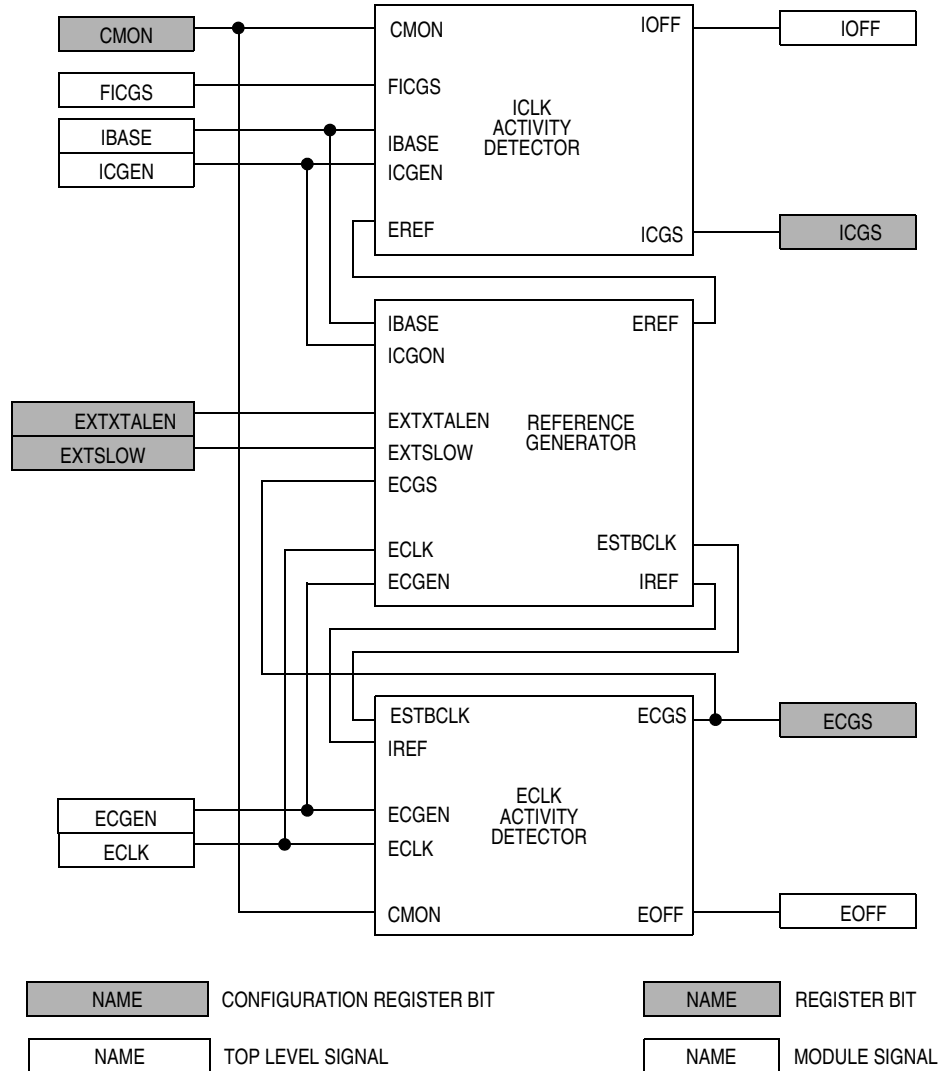 CMON
FICGS
IBASE
ICGEN
CMON
FICGS
IBASE
ICGEN
EREF
ICLK
ACTIVITY
DETECTOR
IOFF
ICGS
IOFF
ICGS
EXTXTALEN
EXTSLOW
IBASE
ICGON
EXTXTALEN
EXTSLOW
ECGS
ECLK
ECGEN
REFERENCE
GENERATOR
EREF
ESTBCLK
IREF
ECGEN
ECLK
ESTBCLK
IREF
ECGEN
ECLK
CMON
ECLK
ACTIVITY
DETECTOR
ECGS
EOFF
ECGS
EOFF
NAME CONFIGURATION REGISTER BIT
NAME REGISTER BIT
NAME TOP LEVEL SIGNAL
NAME MODULE SIGNAL